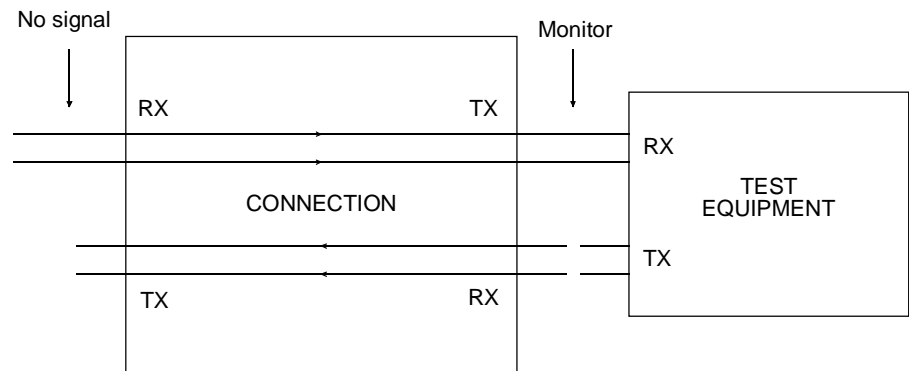 No signal
Monitor
RX
TX
RX
CONNECTION
TEST
EQUIPMENT
TX
TX
RX